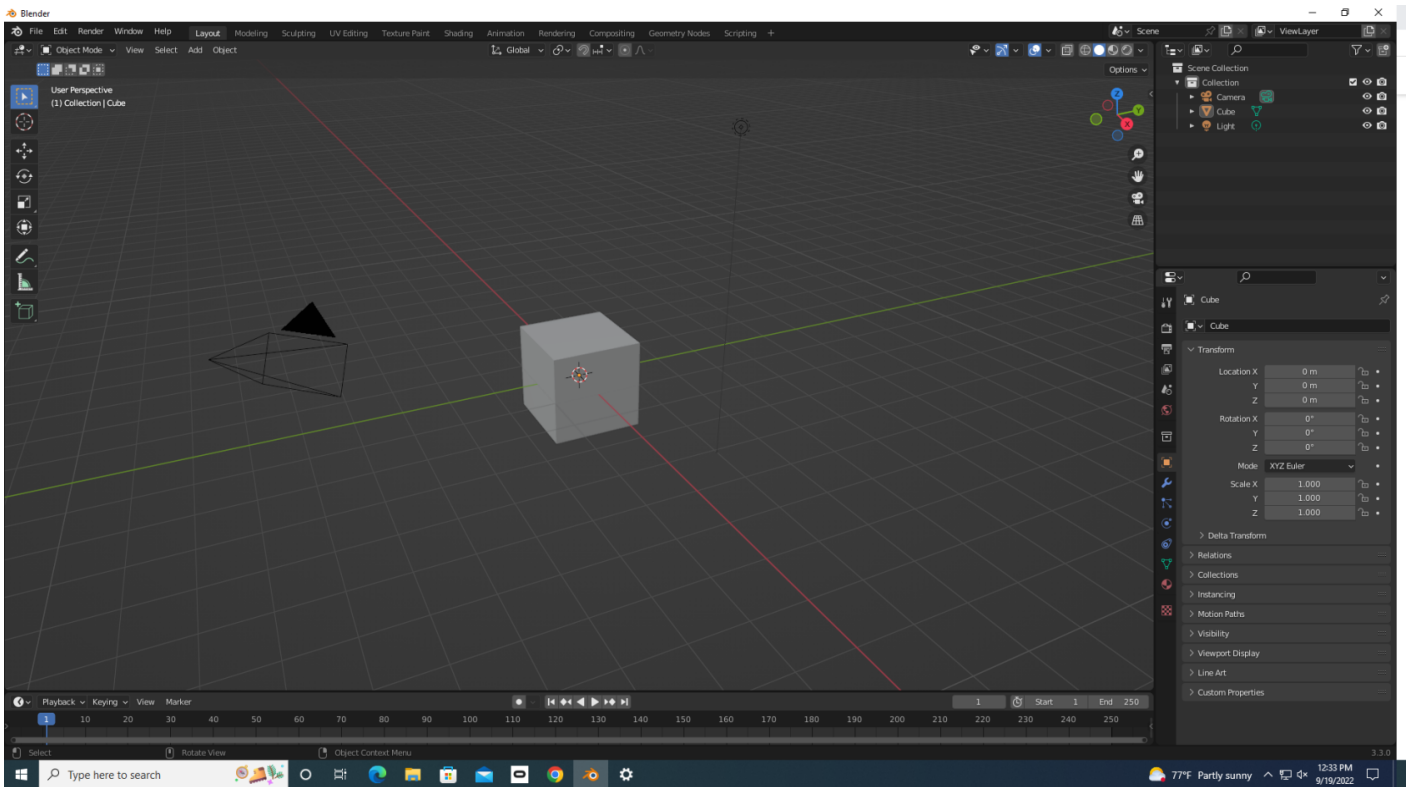 Blender
File Edit Render Window Help Layout Modeling Sculpting UV Editing Texture Paint Shading Animation Rendering Compositing Geometry Nodes Scripting + Scene ViewLayer
Object Mode View Select Add Object Global
Options
User Perspective
(1) Collection | Cube
Z
Y
X
Scene Collection
Collection
Camera
Cube
Light
Cube
Cube
Transform
Location X 0 m
Y 0 m
Z 0 m
Rotation X 0°
Y 0°
Z 0°
Mode XYZ Euler
Scale X 1.000
Y 1.000
Z 1.000
Delta Transform
Relations
Collections
Instancing
Motion Paths
Visibility
Viewport Display
Line Art
Custom Properties
Playback Keying View Marker 1 Start 1 End 250
1 10 20 30 40 50 60 70 80 90 100 110 120 130 140 150 160 170 180 190 200 210 220 230 240 250
Select Rotate View Object Context Menu 3.3.0
Type here to search 77°F Partly sunny 12:33 PM
9/19/2022